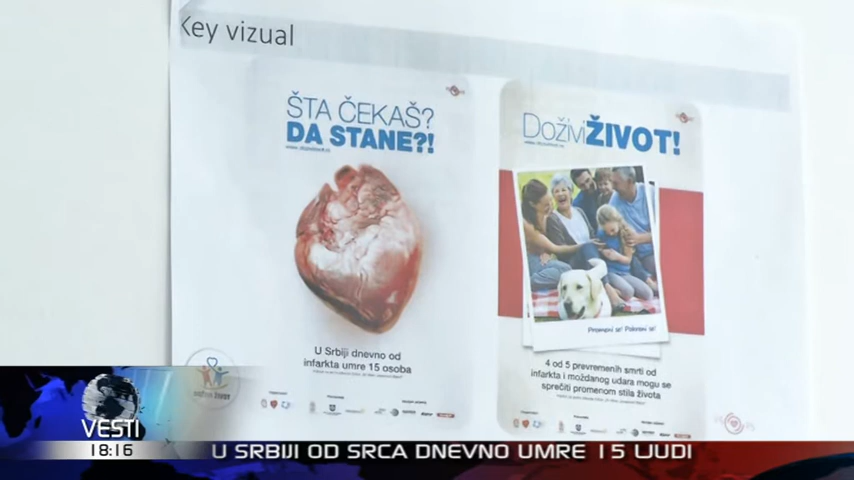 Key vizual
ŠTA ČEKAŠ?
DA STANE?!
U Srbiji dnevno od
infarkta umre 15 osoba
DoživiŽIVOT!
Promeni se! Pokreni se!
4 od 5 prevremenih smrti od
infarkta i moždanog udara mogu se
sprečiti promenom stila života
VESTI
18:16
U SRBIJI OD SRCA DNEVNO UMRE 15 LJUDI